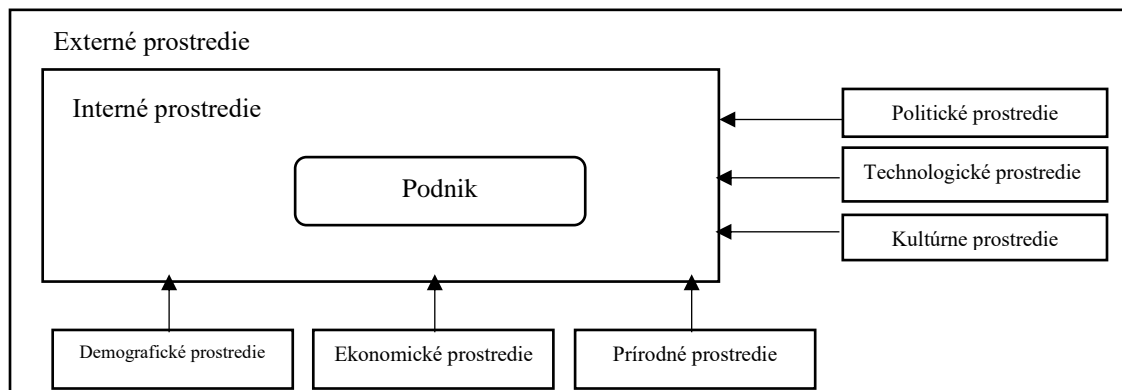 Externé prostredie
Interné prostredie
Politické prostredie
Podnik
Technologické prostredie
Kultúrne prostredie
Demografické prostredie
Ekonomické prostredie
Prírodné prostredie